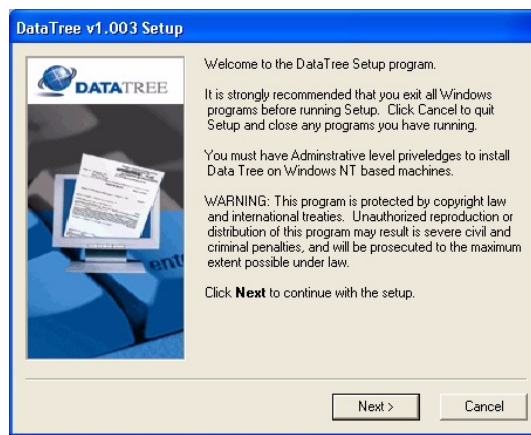 DataTree v1.003 Setup
DATATREE
Welcome to the DataTree Setup program.
It is strongly recommended that you exit all Windows
programs before running Setup. Click Cancel to quit
Setup and close any programs you have running.
You must have Adminstrative level priveledges to install
Data Tree on Windows NT based machines.
WARNING: This program is protected by copyright law
and international treaties. Unauthorized reproduction or
distribution of this program may result is severe civil and
criminal penalties, and will be prosecuted to the maximum
extent possible under law.
Click Next to continue with the setup.
ent
Next >
Cancel